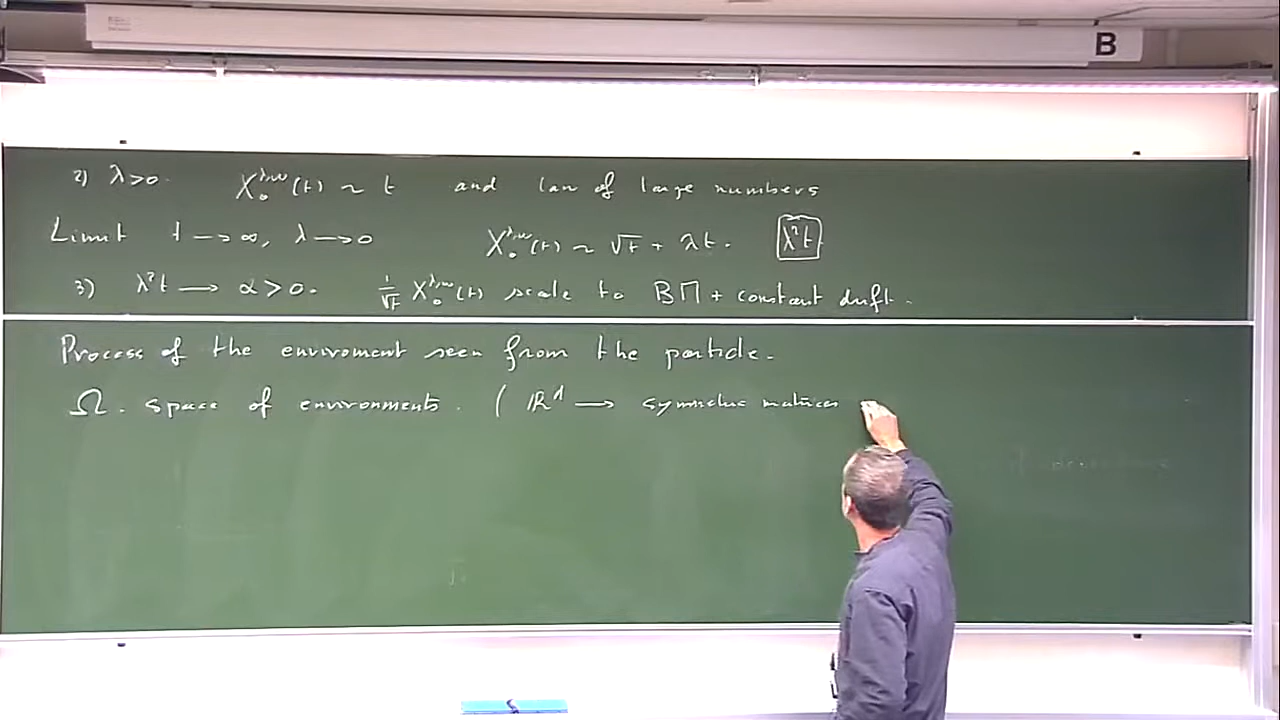 B
2) λ>0. X₀^{λ,ω}(t) ~ t and law of large numbers
Limit t → ∞, λ → 0 X₀^{λ,ω}(t) ~ √t + λt. λ²t
3) λ²t → α > 0. 1/√t X₀^{λ,ω}(t) scale to BM + constant drift.
Process of the enviroment seen from the particle.
Ω. space of environments. ( ℝ^d → symmetric matrices